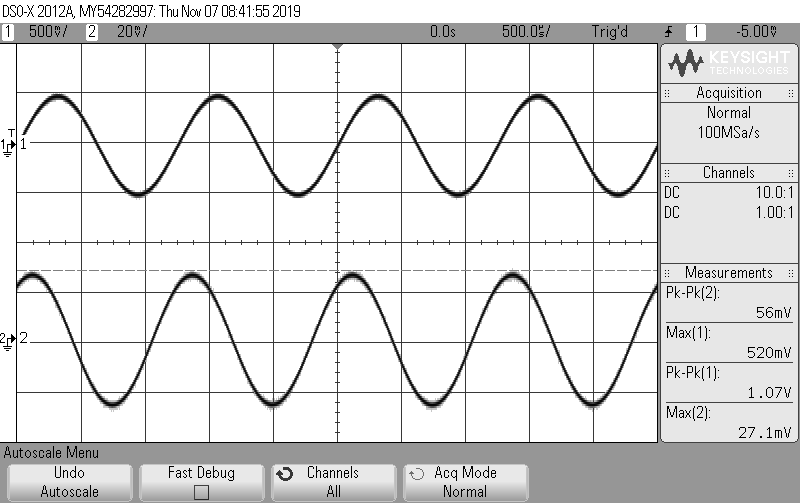 DSO-X 2012A, MY54282997: Thu Nov 07 08:41:55 2019
1 500mV/ 2 20mV/ 0.0s 500.0us/ Trig'd 1 -5.00mV
KEYSIGHT
TECHNOLOGIES
Acquisition
Normal
100MSa/s
Channels
DC 10.0:1
DC 1.00:1
Measurements
Pk-Pk(2):
56mV
Max(1):
520mV
Pk-Pk(1):
1.07V
Max(2):
27.1mV
T
1 1
2 2
Autoscale Menu
Undo
Autoscale
Fast Debug
Channels
All
Acq Mode
Normal